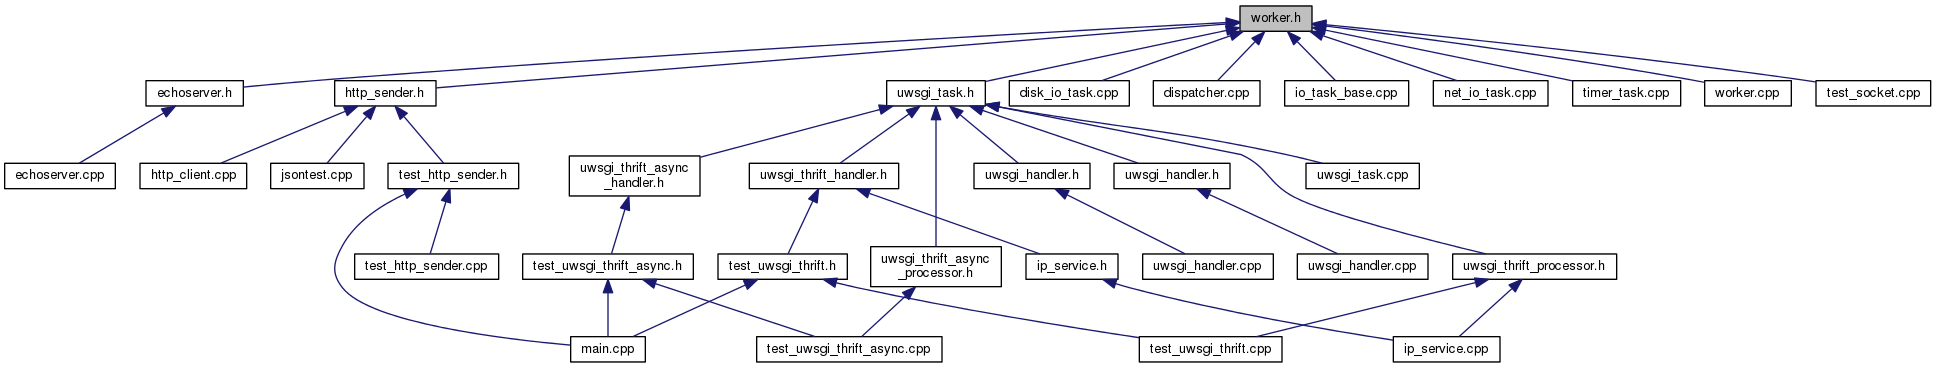 worker.h
echoserver.h
http_sender.h
uwsgi_task.h
disk_io_task.cpp
dispatcher.cpp
io_task_base.cpp
net_io_task.cpp
timer_task.cpp
worker.cpp
test_socket.cpp
echoserver.cpp
http_client.cpp
jsontest.cpp
test_http_sender.h
uwsgi_thrift_async
_handler.h
uwsgi_thrift_handler.h
uwsgi_handler.h
uwsgi_handler.h
uwsgi_task.cpp
test_http_sender.cpp
test_uwsgi_thrift_async.h
test_uwsgi_thrift.h
uwsgi_thrift_async
_processor.h
ip_service.h
uwsgi_handler.cpp
uwsgi_handler.cpp
uwsgi_thrift_processor.h
main.cpp
test_uwsgi_thrift_async.cpp
test_uwsgi_thrift.cpp
ip_service.cpp